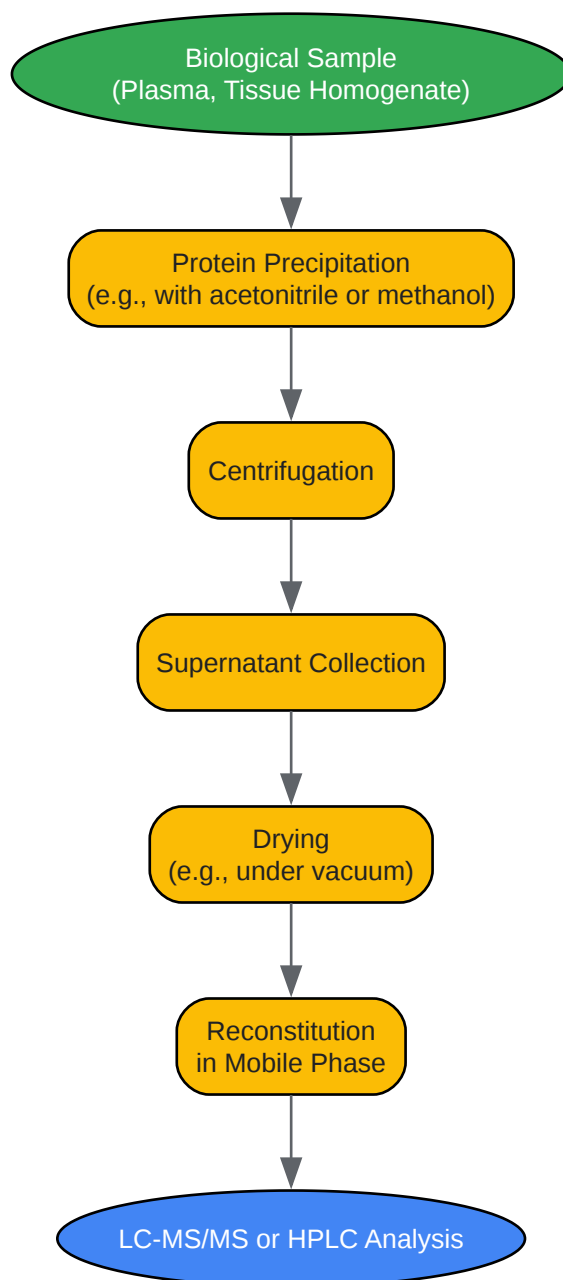 Biological Sample
(Plasma, Tissue Homogenate)
Protein Precipitation
(e.g., with acetonitrile or methanol)
Centrifugation
Supernatant Collection
Drying
(e.g., under vacuum)
Reconstitution
in Mobile Phase
LC-MS/MS or HPLC Analysis